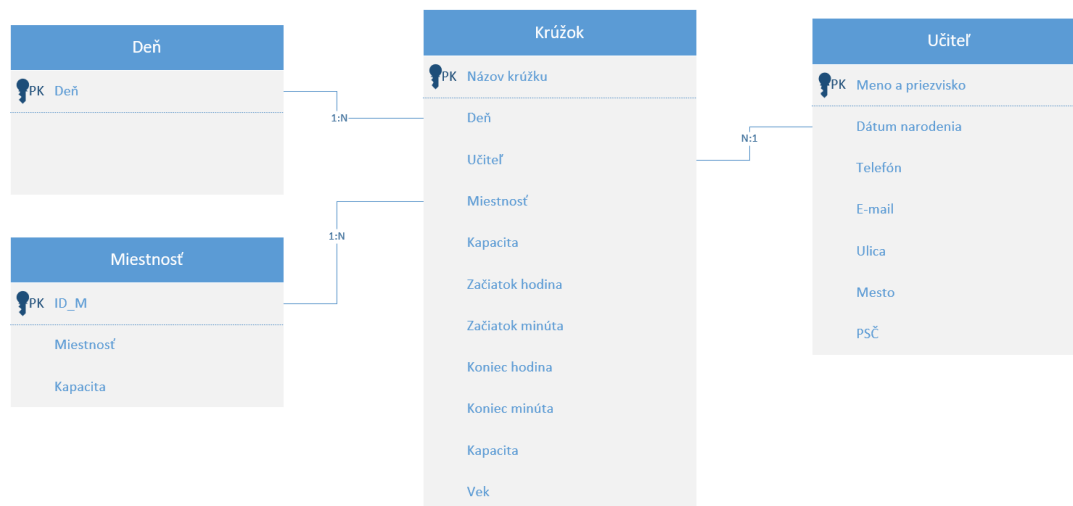 Deň
PK Deň
Miestnosť
PK ID_M
Miestnosť
Kapacita
1:N
1:N
Krúžok
PK Názov krúžku
Deň
Učiteľ
Miestnosť
Kapacita
Začiatok hodina
Začiatok minúta
Koniec hodina
Koniec minúta
Kapacita
Vek
N:1
Učiteľ
PK Meno a priezvisko
Dátum narodenia
Telefón
E-mail
Ulica
Mesto
PSČ